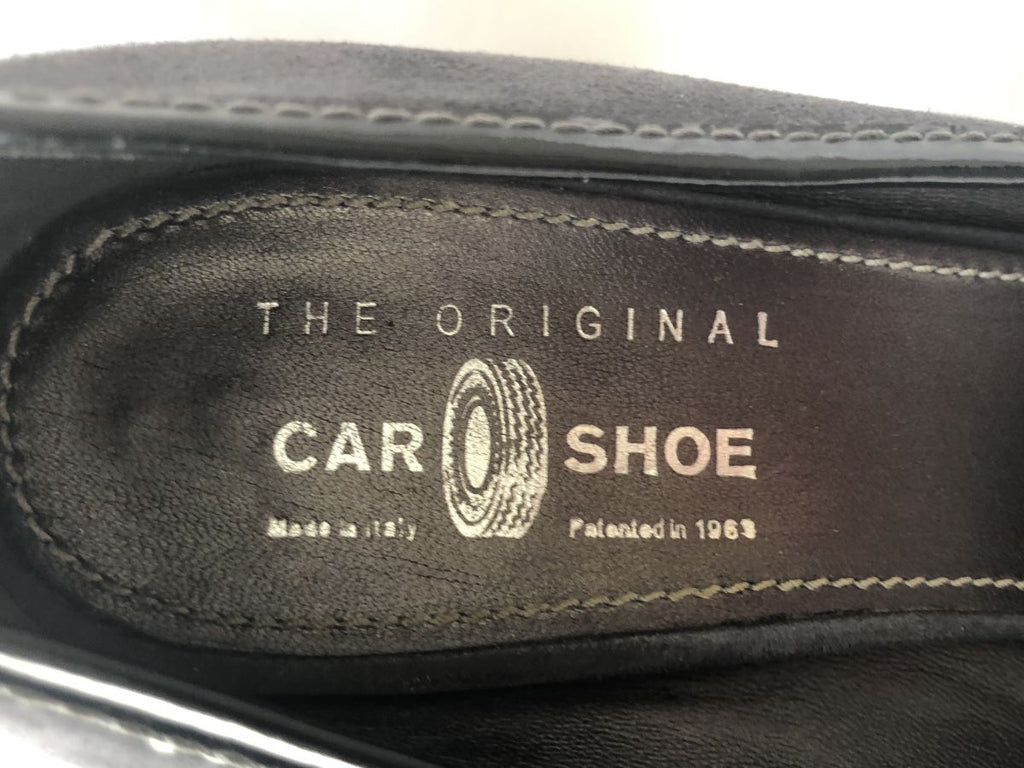 THE ORIGINAL
CAR SHOE
Made in Italy Patented in 1963